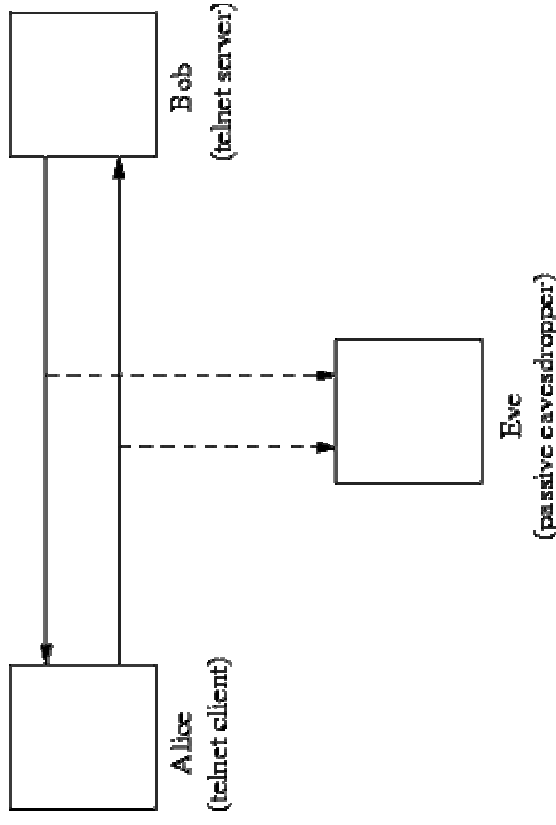 Alice
(telnet client)
Bob
(telnet server)
Eve
(passive eavesdropper)